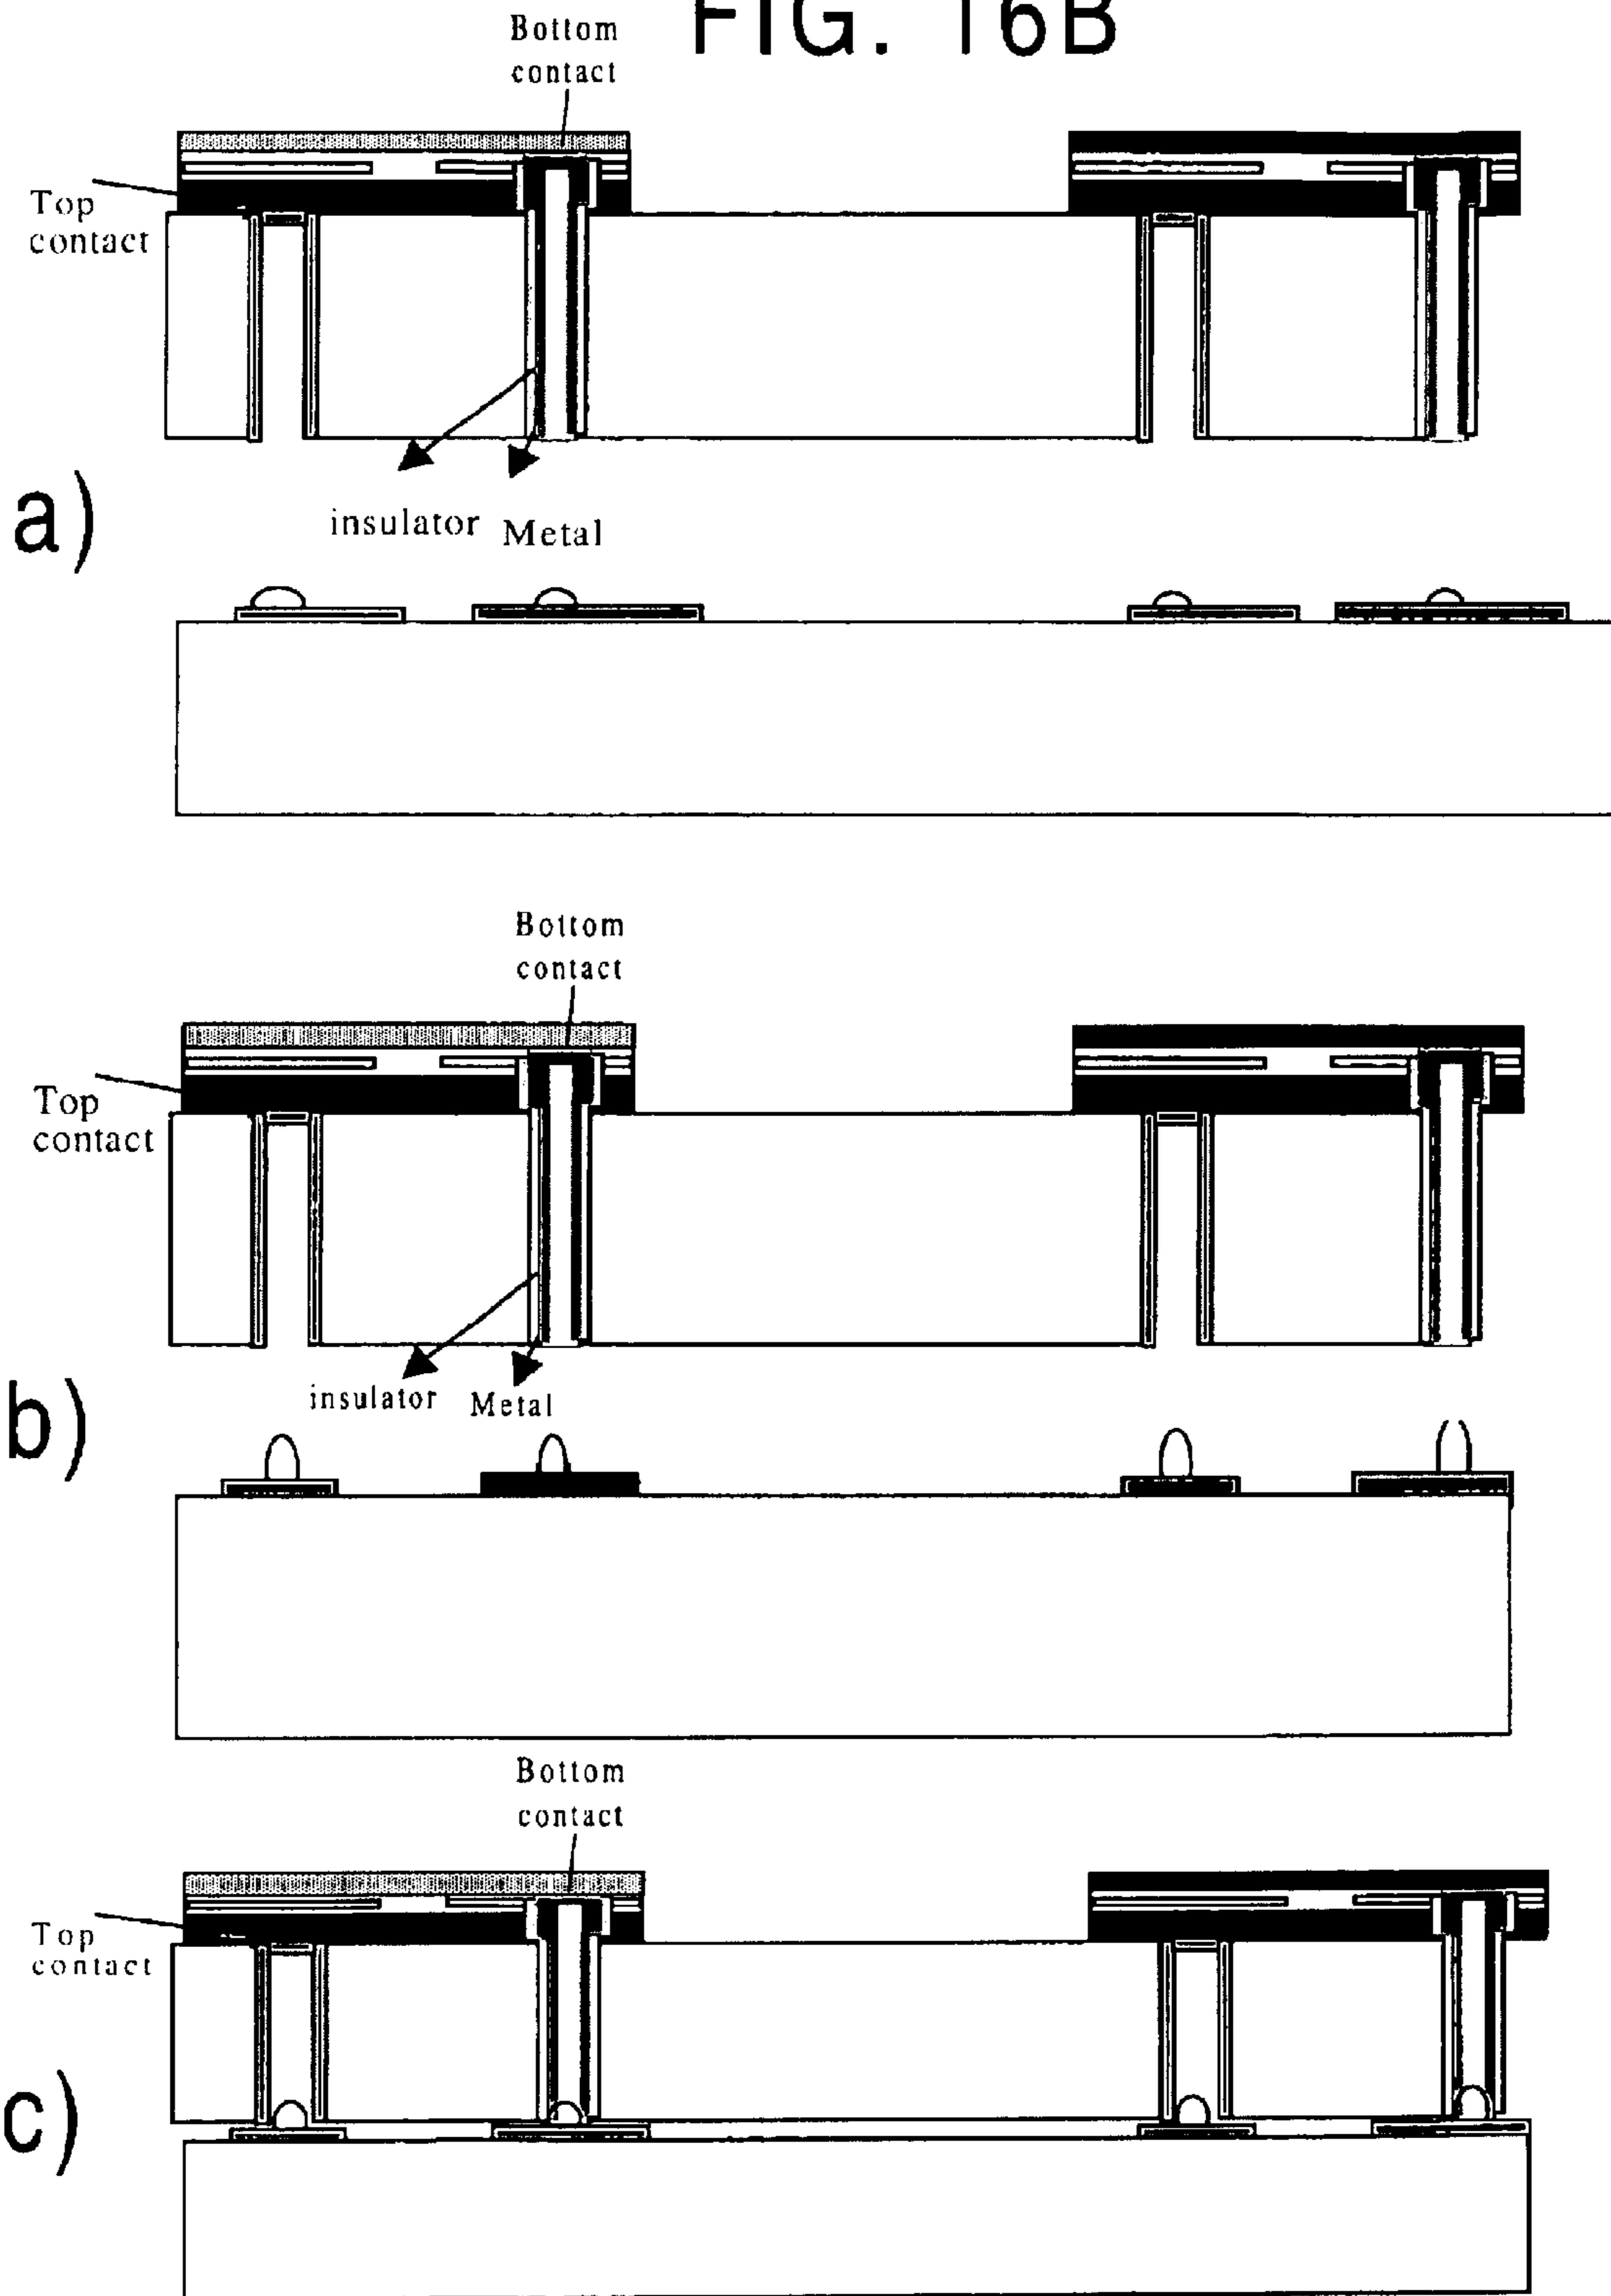 FIG. 16B
Bottom
contact
Top
contact
a)
insulator Metal
Bottom
contact
Top
contact
b)
insulator Metal
Bottom
contact
Top
contact
c)